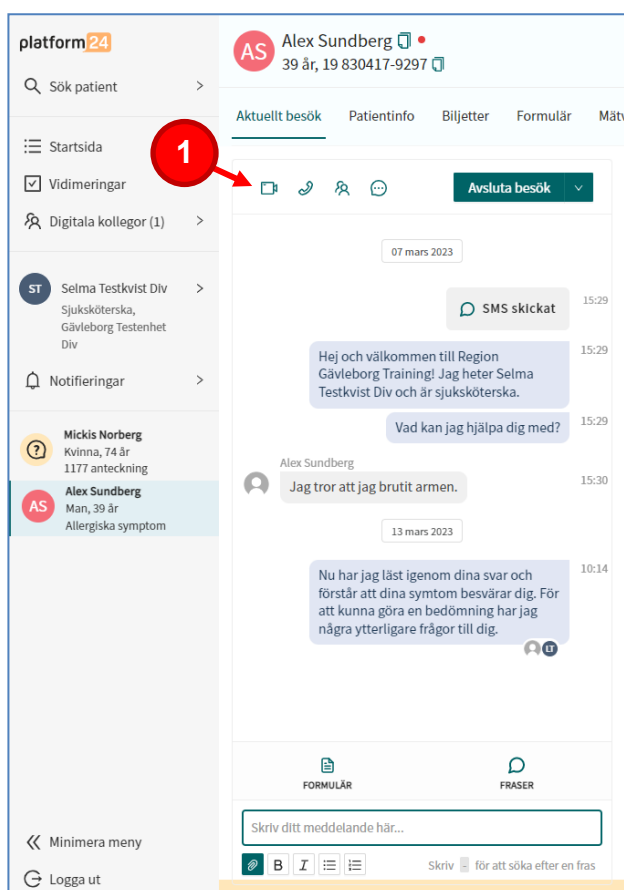 platform24
Sök patient
Startsida
Vidimeringar
Digitala kollegor (1)
ST
Selma Testkvist Div
Sjuksköterska,
Gävleborg Testenhet
Div
Notifieringar
Mickis Norberg
Kvinna, 74 år
1177 anteckning
AS
Alex Sundberg
Man, 39 år
Allergiska symptom
Minimera meny
Logga ut
AS
Alex Sundberg
39 år, 19 830417-9297
Aktuellt besök Patientinfo Biljetter Formulär Mätv
1
Avsluta besök
07 mars 2023
SMS skickat 15:29
Hej och välkommen till Region 15:29
Gävleborg Training! Jag heter Selma
Testkvist Div och är sjuksköterska.
Vad kan jag hjälpa dig med? 15:29
Alex Sundberg
Jag tror att jag brutit armen. 15:30
13 mars 2023
Nu har jag läst igenom dina svar och 10:14
förstår att dina symtom besvärar dig. För
att kunna göra en bedömning har jag
några ytterligare frågor till dig.
LT
FORMULÄR FRASER
Skriv ditt meddelande här...
B I Skriv - för att söka efter en fras